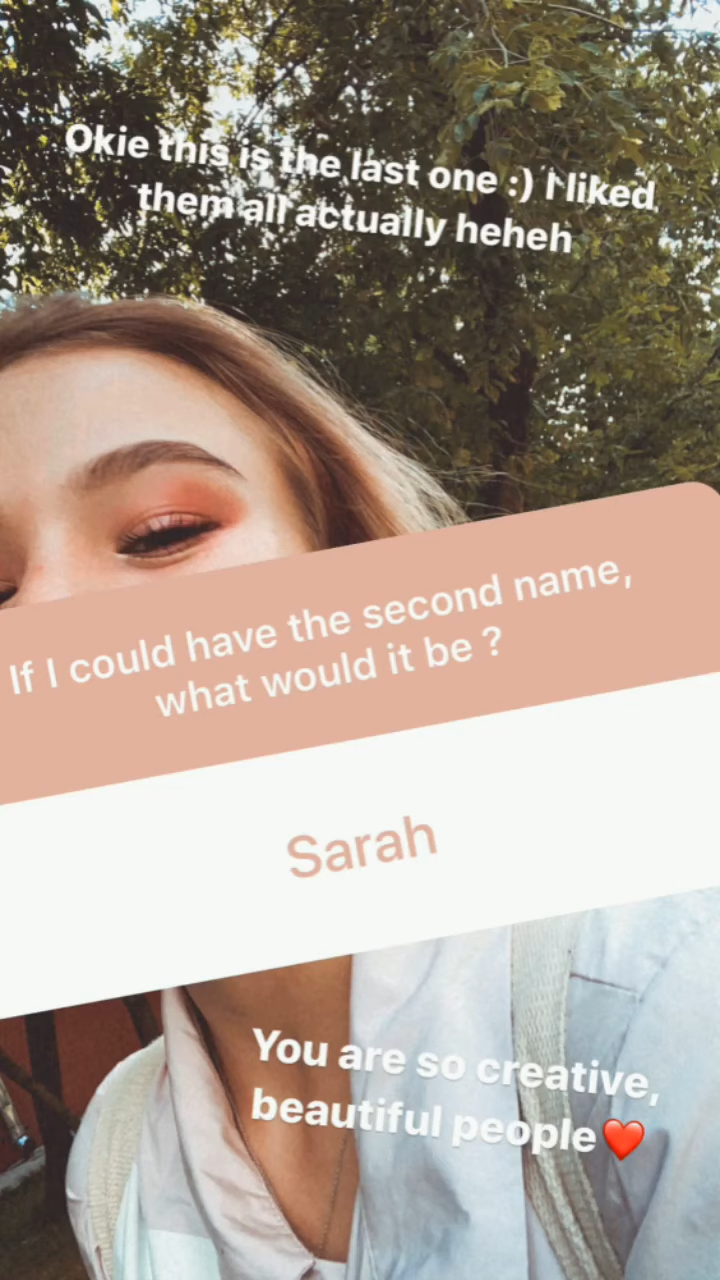 Okie this is the last one :) I liked
them all actually heheh
If I could have the second name,
what would it be ?
Sarah
You are so creative,
beautiful people❤️